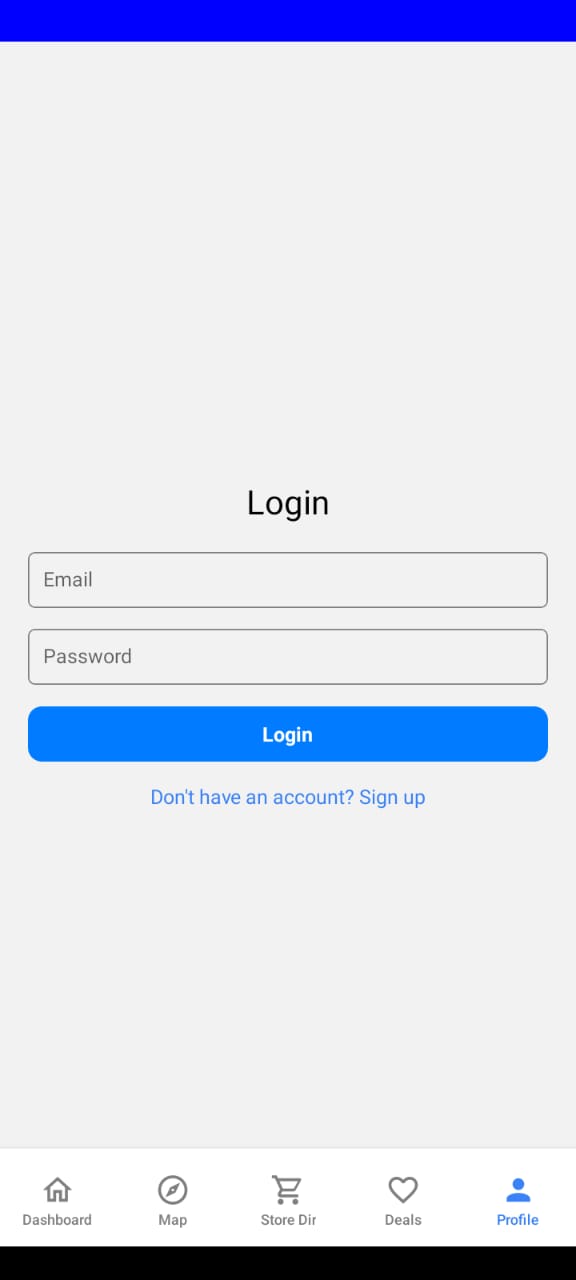 Login
Email
Password
Login
Don't have an account? Sign up
Dashboard Map Store Dir Deals Profile